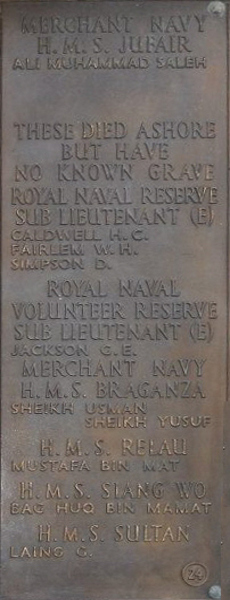 MERCHANT NAVY
H.M.S. JUFAIR
ALI MUHAMMAD SALEH
THESE DIED ASHORE
BUT HAVE
NO KNOWN GRAVE
ROYAL NAVAL RESERVE
SUB LIEUTENANT (E)
CALDWELL H.C.
FAIRLEM W.H.
SIMPSON D.
ROYAL NAVAL
VOLUNTEER RESERVE
SUB LIEUTENANT (E)
JACKSON G.E.
MERCHANT NAVY
H.M.S. BRAGANZA
SHEIKH USMAN
SHEIKH YUSUF
H.M.S. RELAU
MUSTAFA BIN MAT
H.M.S. SIANG WO
BAG HUQ BIN MAMAT
H.M.S. SULTAN
LAING G.
24